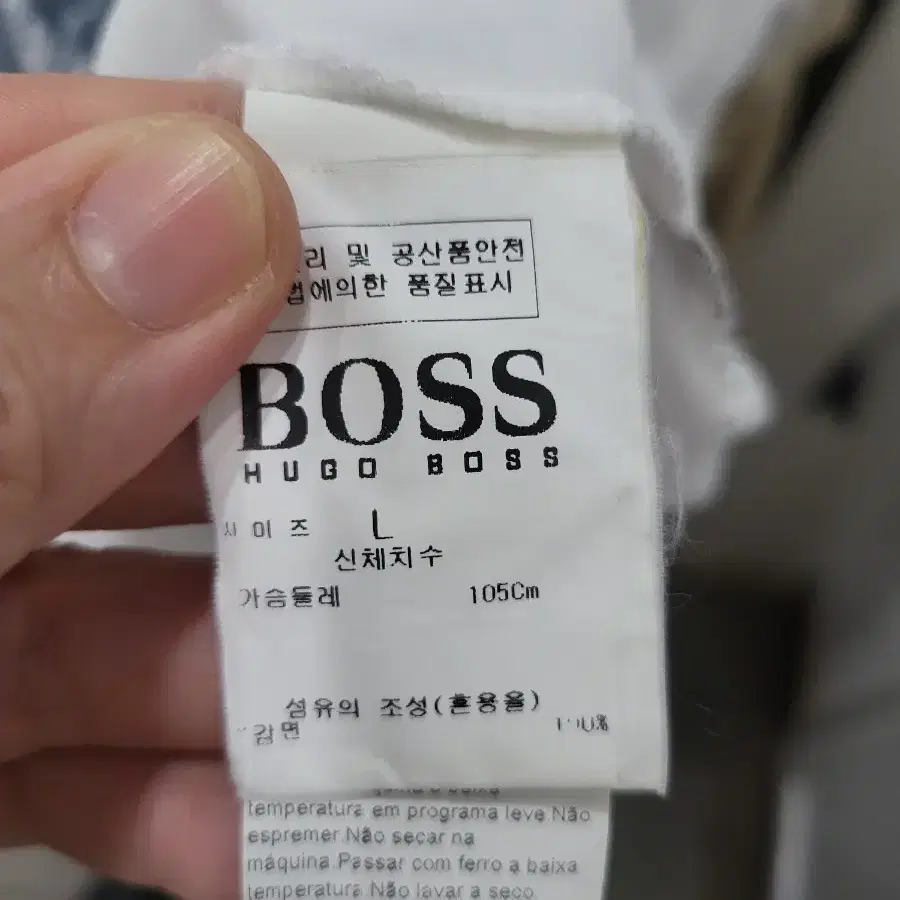 및 공산품안전
법에의한 품질표시
BOSS
HUGO BOSS
사이즈 L
신체치수
가슴둘레 105Cm
섬유의 조성(혼용율)
겉감면 100%
temperatura em programa leve.Não
espremer.Não secar na
máquina.Passar com ferro a baixa
temperatura.Não lavar a seco.